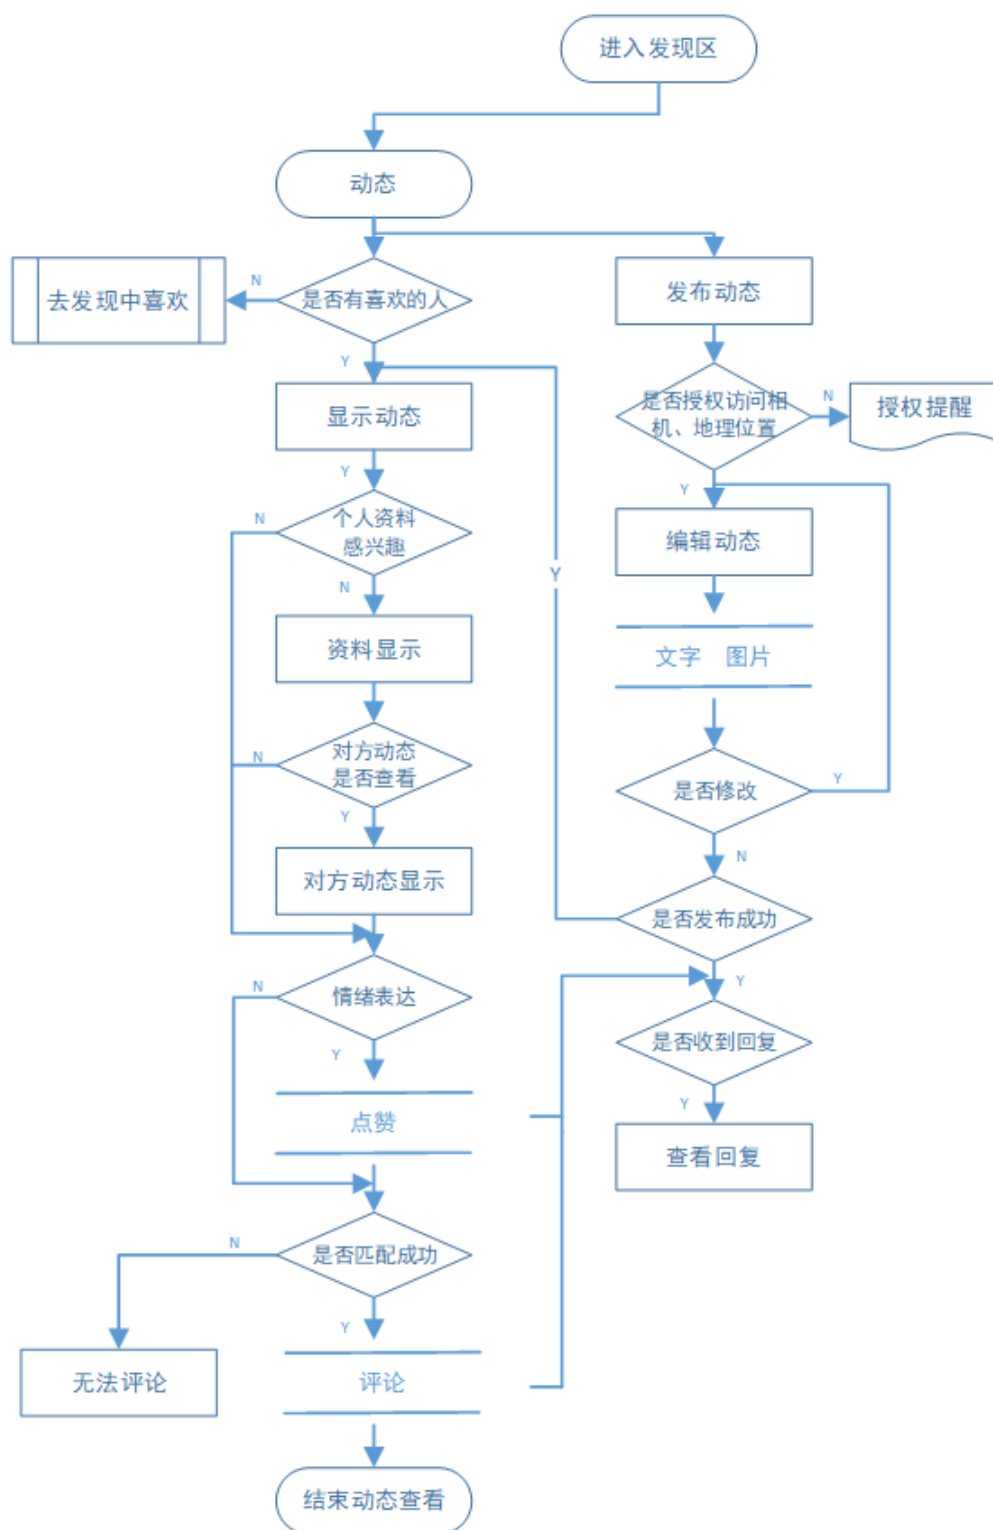 进入发现区
动态
N
去发现中喜欢
是否有喜欢的人
发布动态
Y
显示动态
是否授权访问相
机、地理位置
N
授权提醒
Y
Y
N
个人资料
感兴趣
编辑动态
Y
N
资料显示
文字 图片
N
对方动态
是否查看
是否修改
Y
Y
N
对方动态显示
是否发布成功
N
情绪表达
Y
Y
是否收到回复
点赞
Y
查看回复
N
是否匹配成功
Y
无法评论
评论
结束动态查看